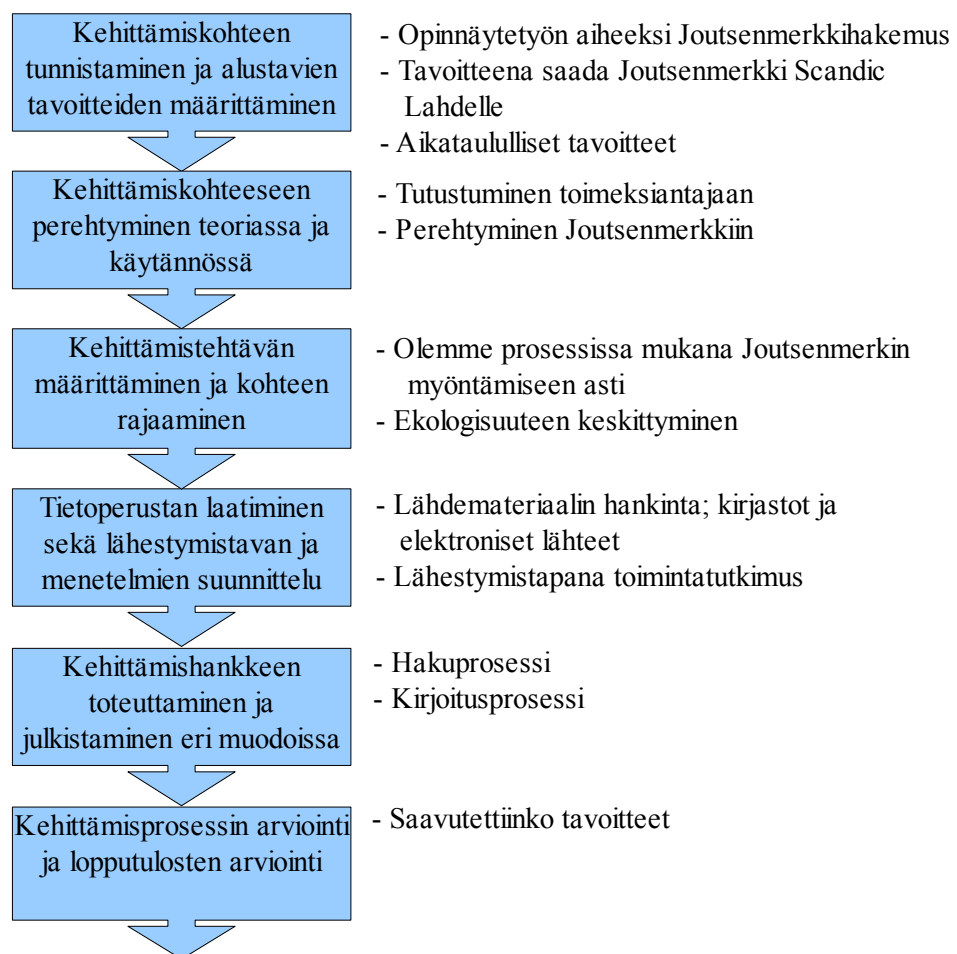 Kehittämiskohteen
tunnistaminen ja alustavien
tavoitteiden määrittäminen
- Opinnäytetyön aiheeksi Joutsenmerkkihakemus
- Tavoitteena saada Joutsenmerkki Scandic
Lahdelle
- Aikataululliset tavoitteet
Kehittämiskohteeseen
perehtyminen teoriassa ja
käytännössä
- Tutustuminen toimeksiantajaan
- Perehtyminen Joutsenmerkkiin
Kehittämistehtävän
määrittäminen ja kohteen
rajaaminen
- Olemme prosessissa mukana Joutsenmerkin
myöntämiseen asti
- Ekologisuuteen keskittyminen
Tietoperustan laatiminen
sekä lähestymistavan ja
menetelmien suunnittelu
- Lähdemateriaalin hankinta; kirjastot ja
elektroniset lähteet
- Lähestymistapana toimintatutkimus
Kehittämishankkeen
toteuttaminen ja
julkistaminen eri muodoissa
- Hakuprosessi
- Kirjoitusprosessi
Kehittämisprosessin arviointi
ja lopputulosten arviointi
- Saavutettiinko tavoitteet